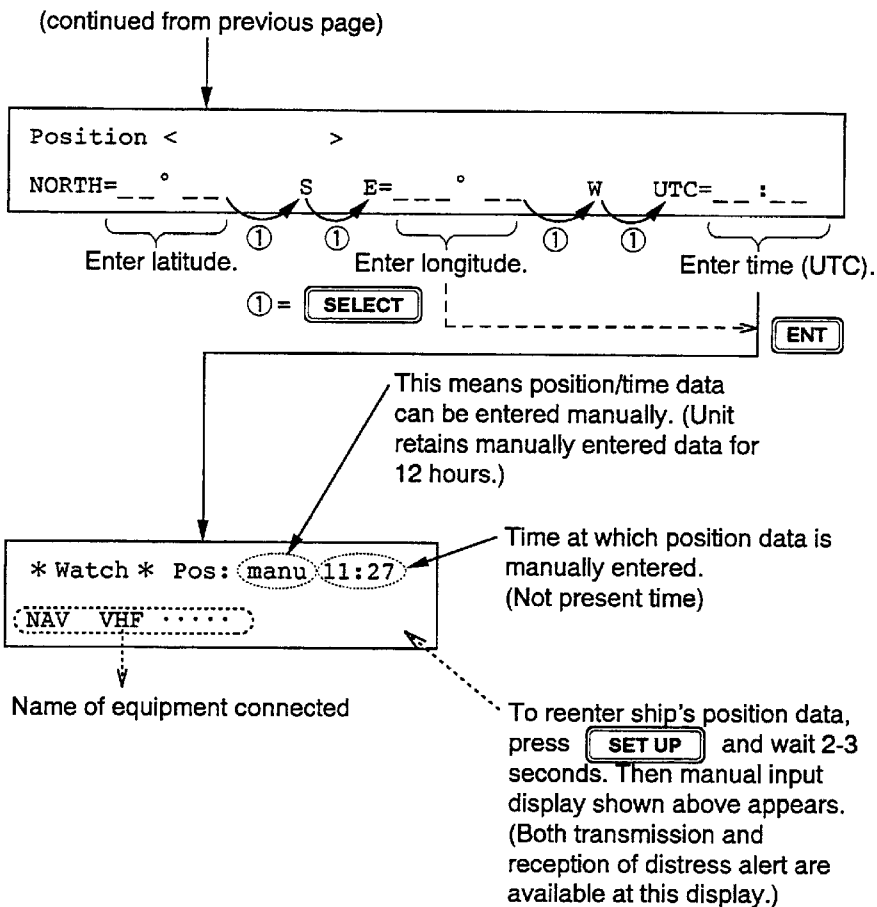 (continued from previous page)
Position <                >
NORTH=__° __ S E=___° __ W UTC=__:__
① ① ① ①
Enter latitude. Enter longitude. Enter time (UTC).
①= SELECT
ENT
This means position/time data
can be entered manually. (Unit
retains manually entered data for
12 hours.)
* Watch * Pos: manu 11:27
NAV VHF ·····
Time at which position data is
manually entered.
(Not present time)
Name of equipment connected
To reenter ship's position data,
press SET UP and wait 2-3
seconds. Then manual input
display shown above appears.
(Both transmission and
reception of distress alert are
available at this display.)